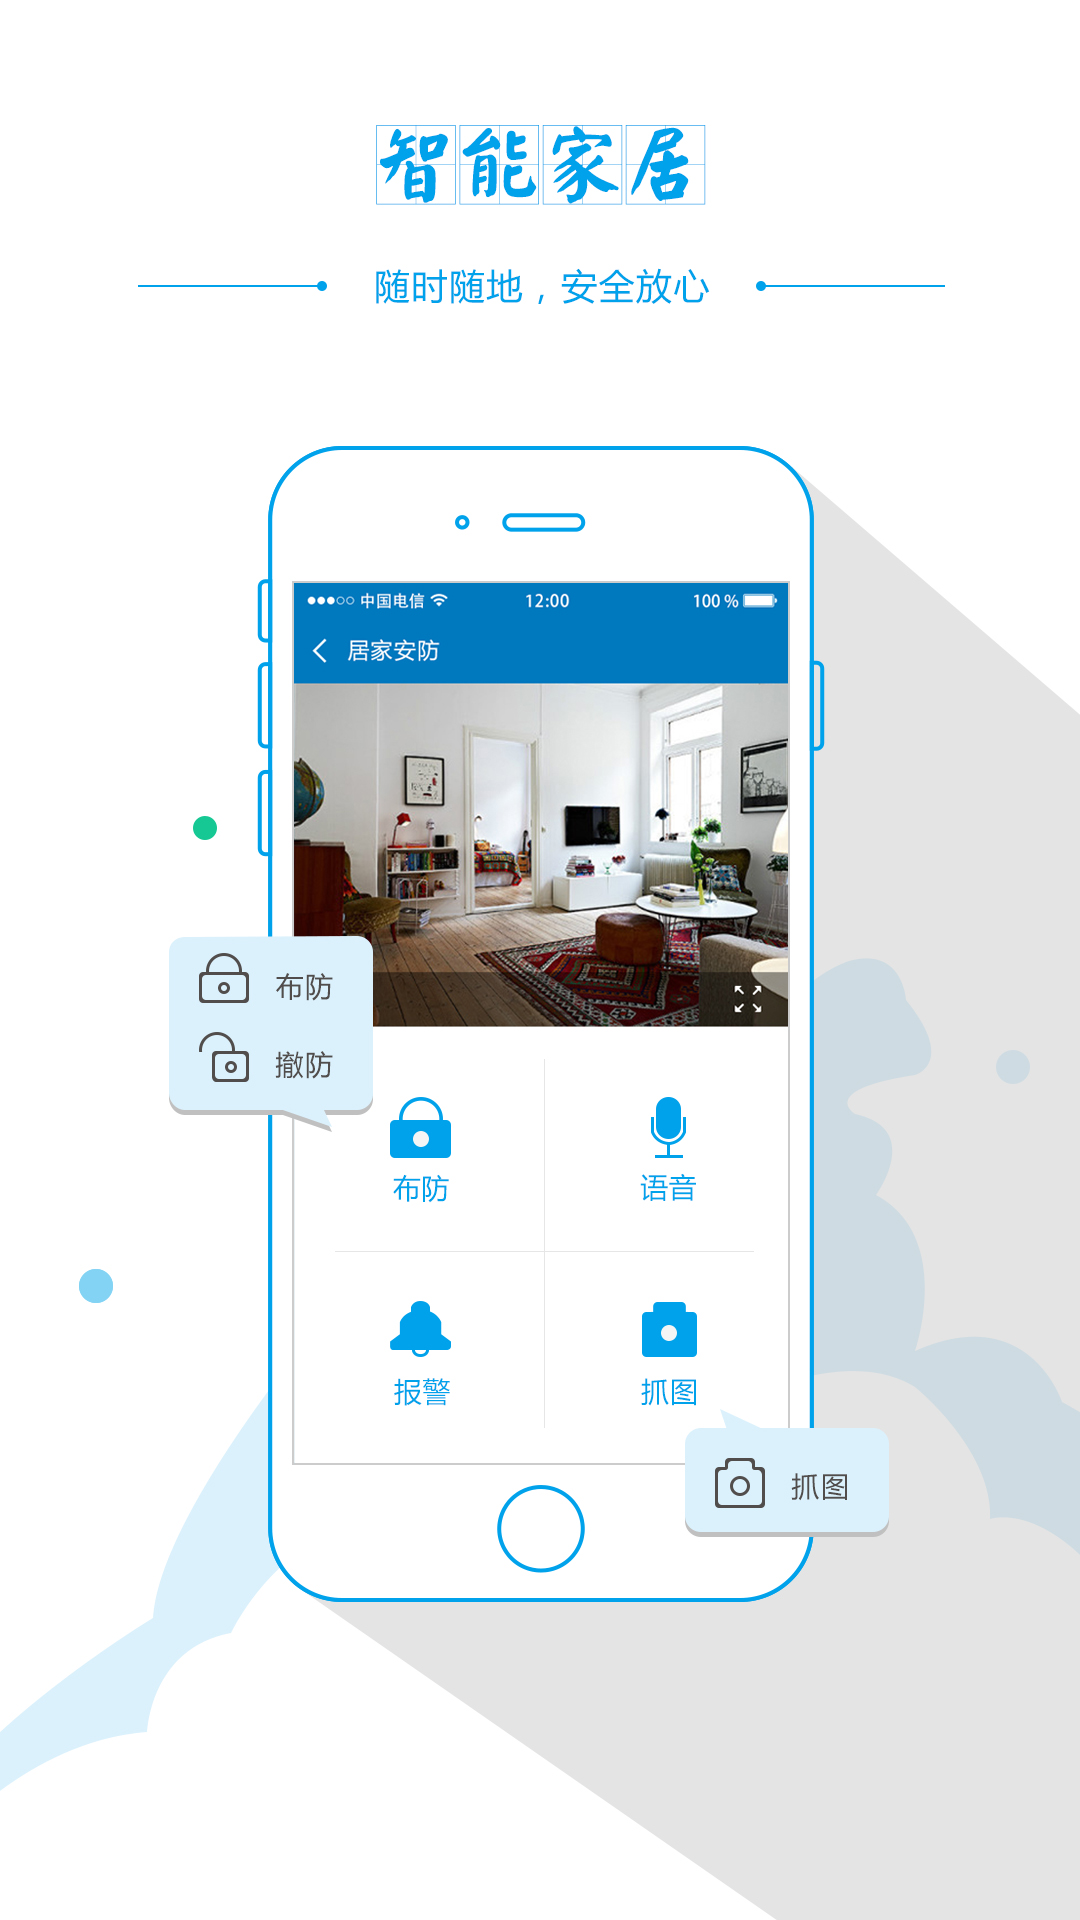 智能家居
随时随地，安全放心
中国电信 12:00 100 %
居家安防
布防
撤防
布防 语音
报警 抓图
抓图